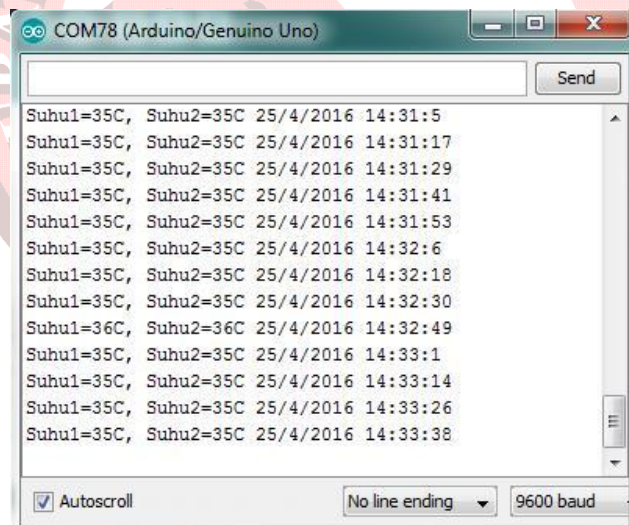 COM78 (Arduino/Genuino Uno)
Send
Suhu1=35C, Suhu2=35C 25/4/2016 14:31:5
Suhu1=35C, Suhu2=35C 25/4/2016 14:31:17
Suhu1=35C, Suhu2=35C 25/4/2016 14:31:29
Suhu1=35C, Suhu2=35C 25/4/2016 14:31:41
Suhu1=35C, Suhu2=35C 25/4/2016 14:31:53
Suhu1=35C, Suhu2=35C 25/4/2016 14:32:6
Suhu1=35C, Suhu2=35C 25/4/2016 14:32:18
Suhu1=35C, Suhu2=35C 25/4/2016 14:32:30
Suhu1=36C, Suhu2=36C 25/4/2016 14:32:49
Suhu1=35C, Suhu2=35C 25/4/2016 14:33:1
Suhu1=35C, Suhu2=35C 25/4/2016 14:33:14
Suhu1=35C, Suhu2=35C 25/4/2016 14:33:26
Suhu1=35C, Suhu2=35C 25/4/2016 14:33:38
Autoscroll No line ending 9600 baud